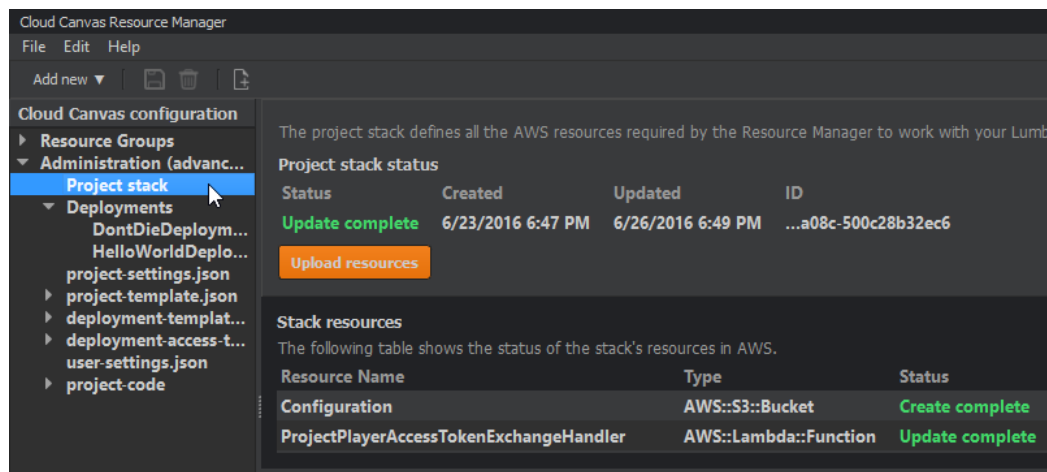 Cloud Canvas Resource Manager
File Edit Help
Add new ▼
Cloud Canvas configuration
Resource Groups
Administration (advanc...
Project stack
Deployments
DontDieDeploym...
HelloWorldDeplo...
project-settings.json
project-template.json
deployment-templat...
deployment-access-t...
user-settings.json
project-code
The project stack defines all the AWS resources required by the Resource Manager to work with your Lumb
Project stack status
Status Created Updated ID
Update complete 6/23/2016 6:47 PM 6/26/2016 6:49 PM ...a08c-500c28b32ec6
Upload resources
Stack resources
The following table shows the status of the stack's resources in AWS.
Resource Name Type Status
Configuration AWS::S3::Bucket Create complete
ProjectPlayerAccessTokenExchangeHandler AWS::Lambda::Function Update complete